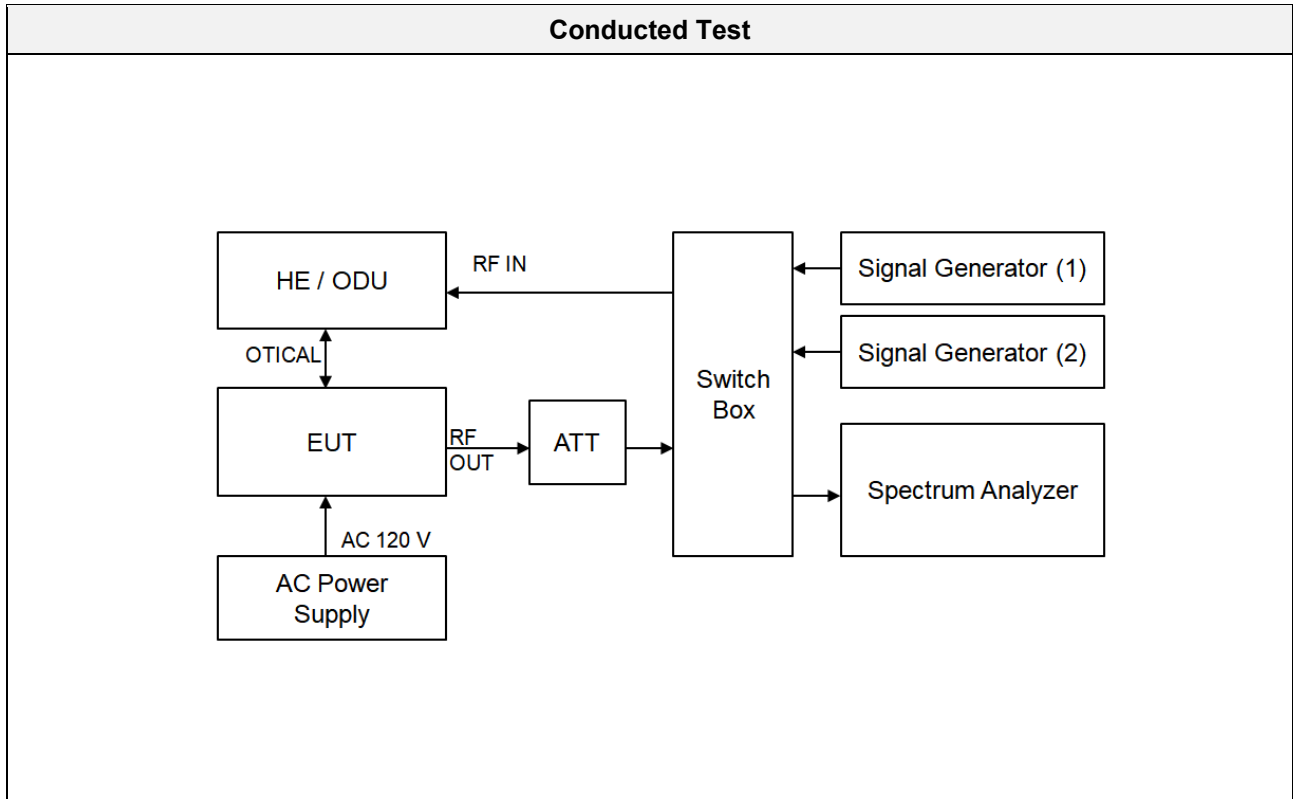 Conducted Test
HE / ODU
RF IN
Signal Generator (1)
OTICAL
Signal Generator (2)
Switch
Box
EUT
RF
OUT
ATT
Spectrum Analyzer
AC 120 V
AC Power
Supply